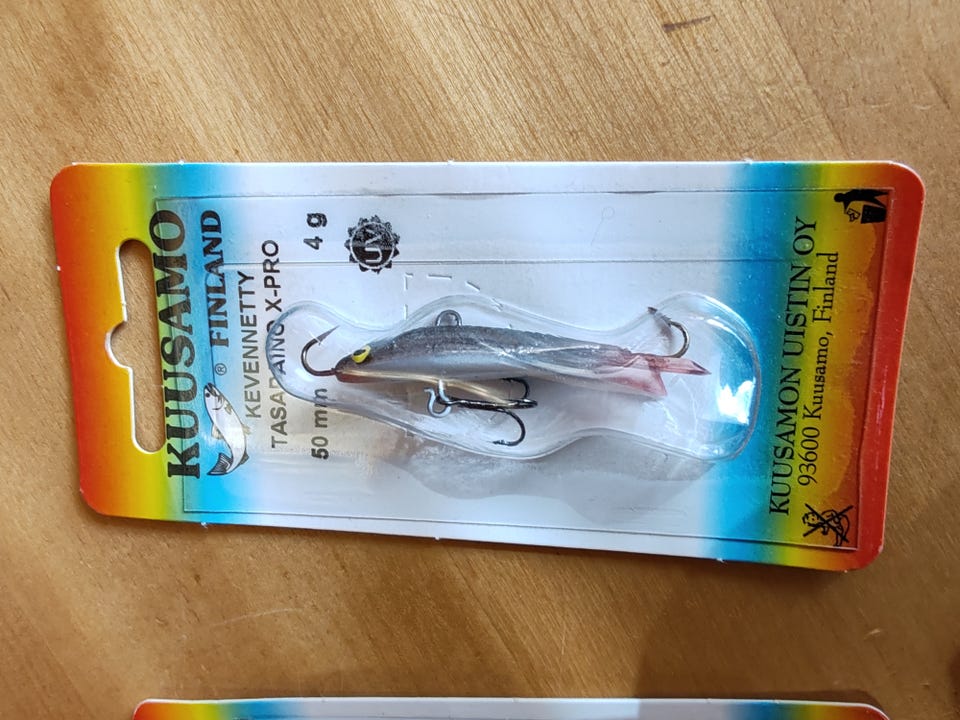 KUUSAMO
® FINLAND
KEVENNETTY
TASAPAINO X-PRO
50 mm 4 g
UV
KUUSAMON UISTIN OY
93600 Kuusamo, Finland